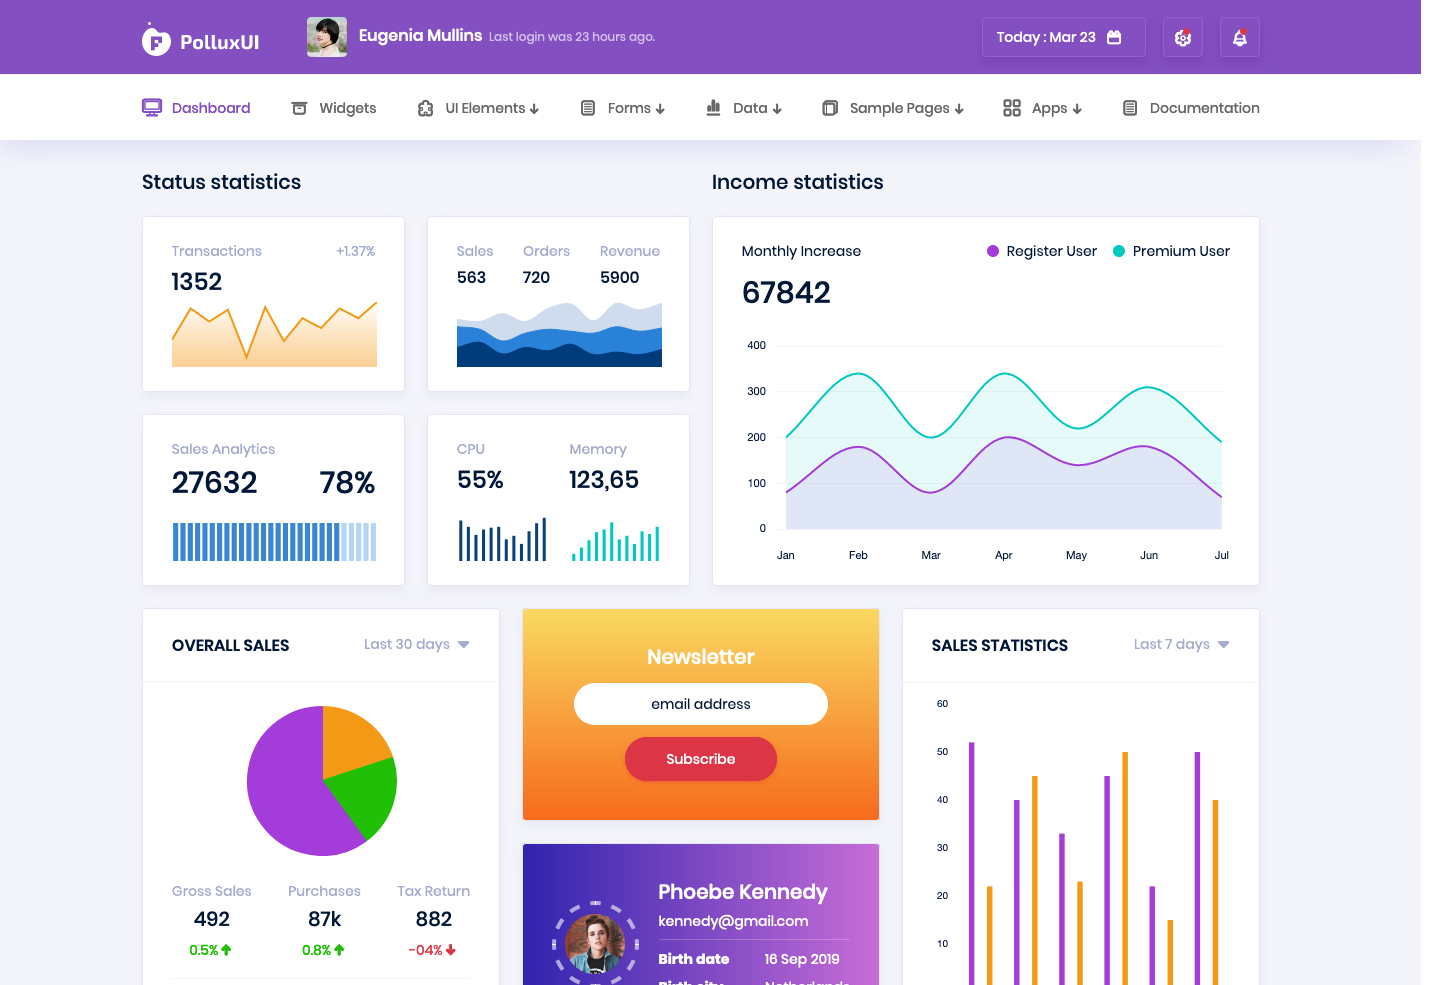 PolluxUI
Eugenia Mullins Last login was 23 hours ago.
Today : Mar 23
Dashboard
Widgets
UI Elements
Forms
Data
Sample Pages
Apps
Documentation
Status statistics
Transactions +1.37%
1352
Sales Orders Revenue
563 720 5900
Sales Analytics
27632 78%
CPU Memory
55% 123,65
Income statistics
Monthly Increase
Register User Premium User
67842
400
300
200
100
0
Jan Feb Mar Apr May Jun Jul
OVERALL SALES Last 30 days
Gross Sales Purchases Tax Return
492 87k 882
0.5% 0.8% -04%
Newsletter
email address
Subscribe
Phoebe Kennedy
kennedy@gmail.com
Birth date 16 Sep 2019
Birth city Netherlands
SALES STATISTICS Last 7 days
60
50
40
30
20
10